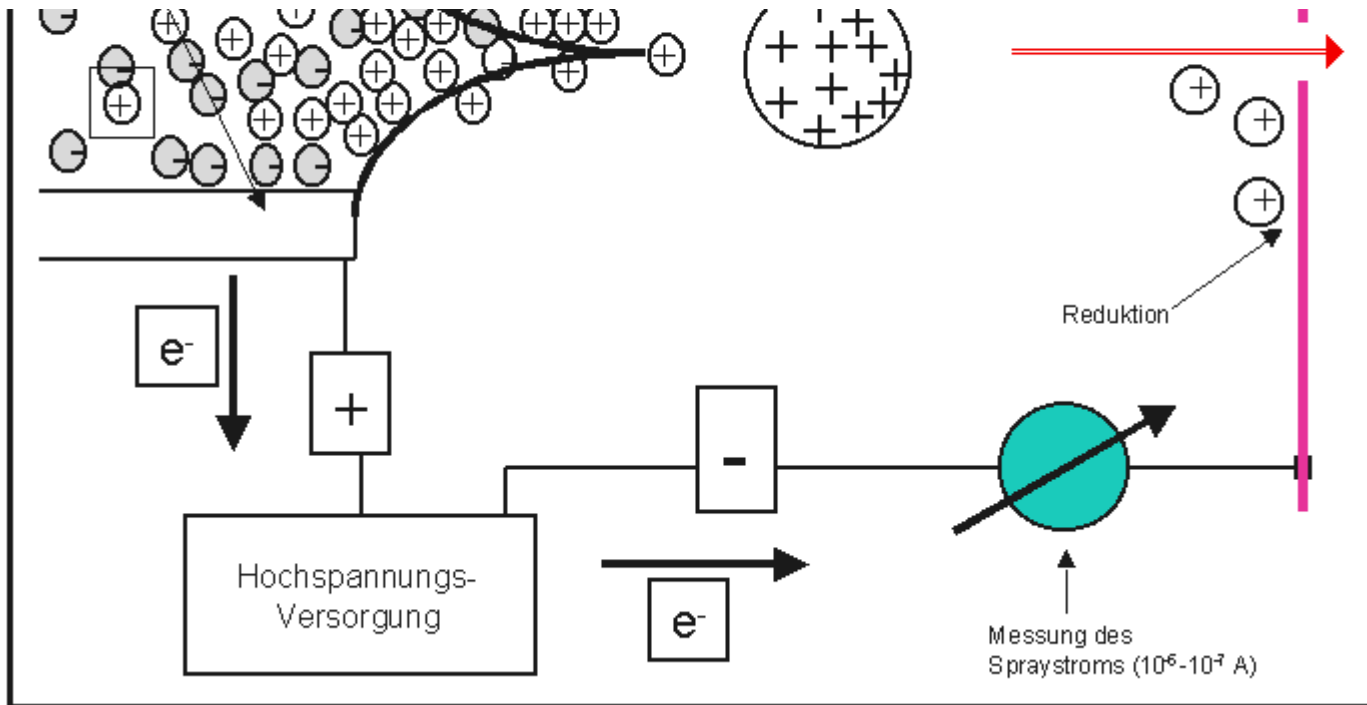 Reduktion
e-
+
-
Hochspannungs-
Versorgung
e-
Messung des
Spraystroms (10-6-10-7 A)